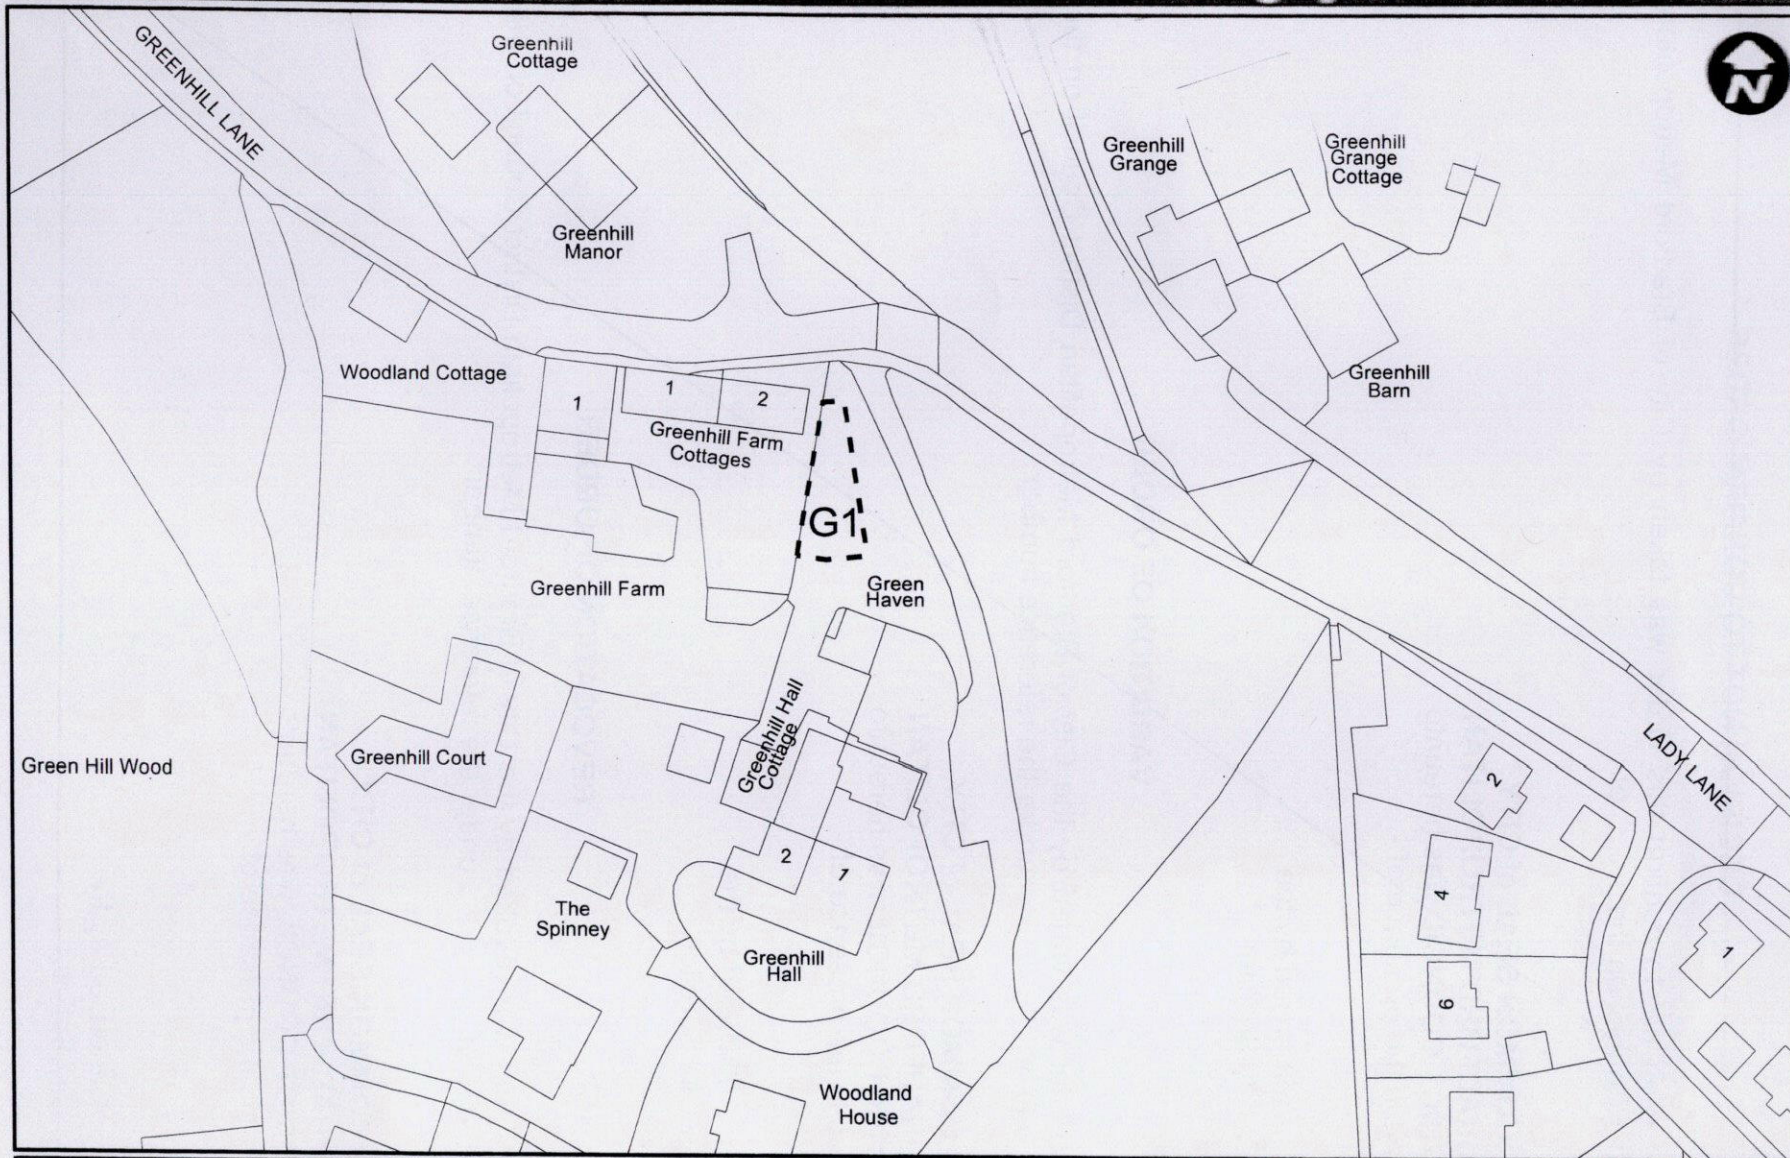 GREENHILL LANE
Greenhill
Cottage
N
Greenhill
Grange
Greenhill
Grange
Cottage
Greenhill
Manor
Woodland Cottage
1
1
2
Greenhill Farm
Cottages
Greenhill
Barn
G1
Greenhill Farm
Green
Haven
Greenhill Hall
Cottage
Green Hill Wood
Greenhill Court
LADY LANE
2
2
1
4
The
Spinney
Greenhill
Hall
1
6
Woodland
House